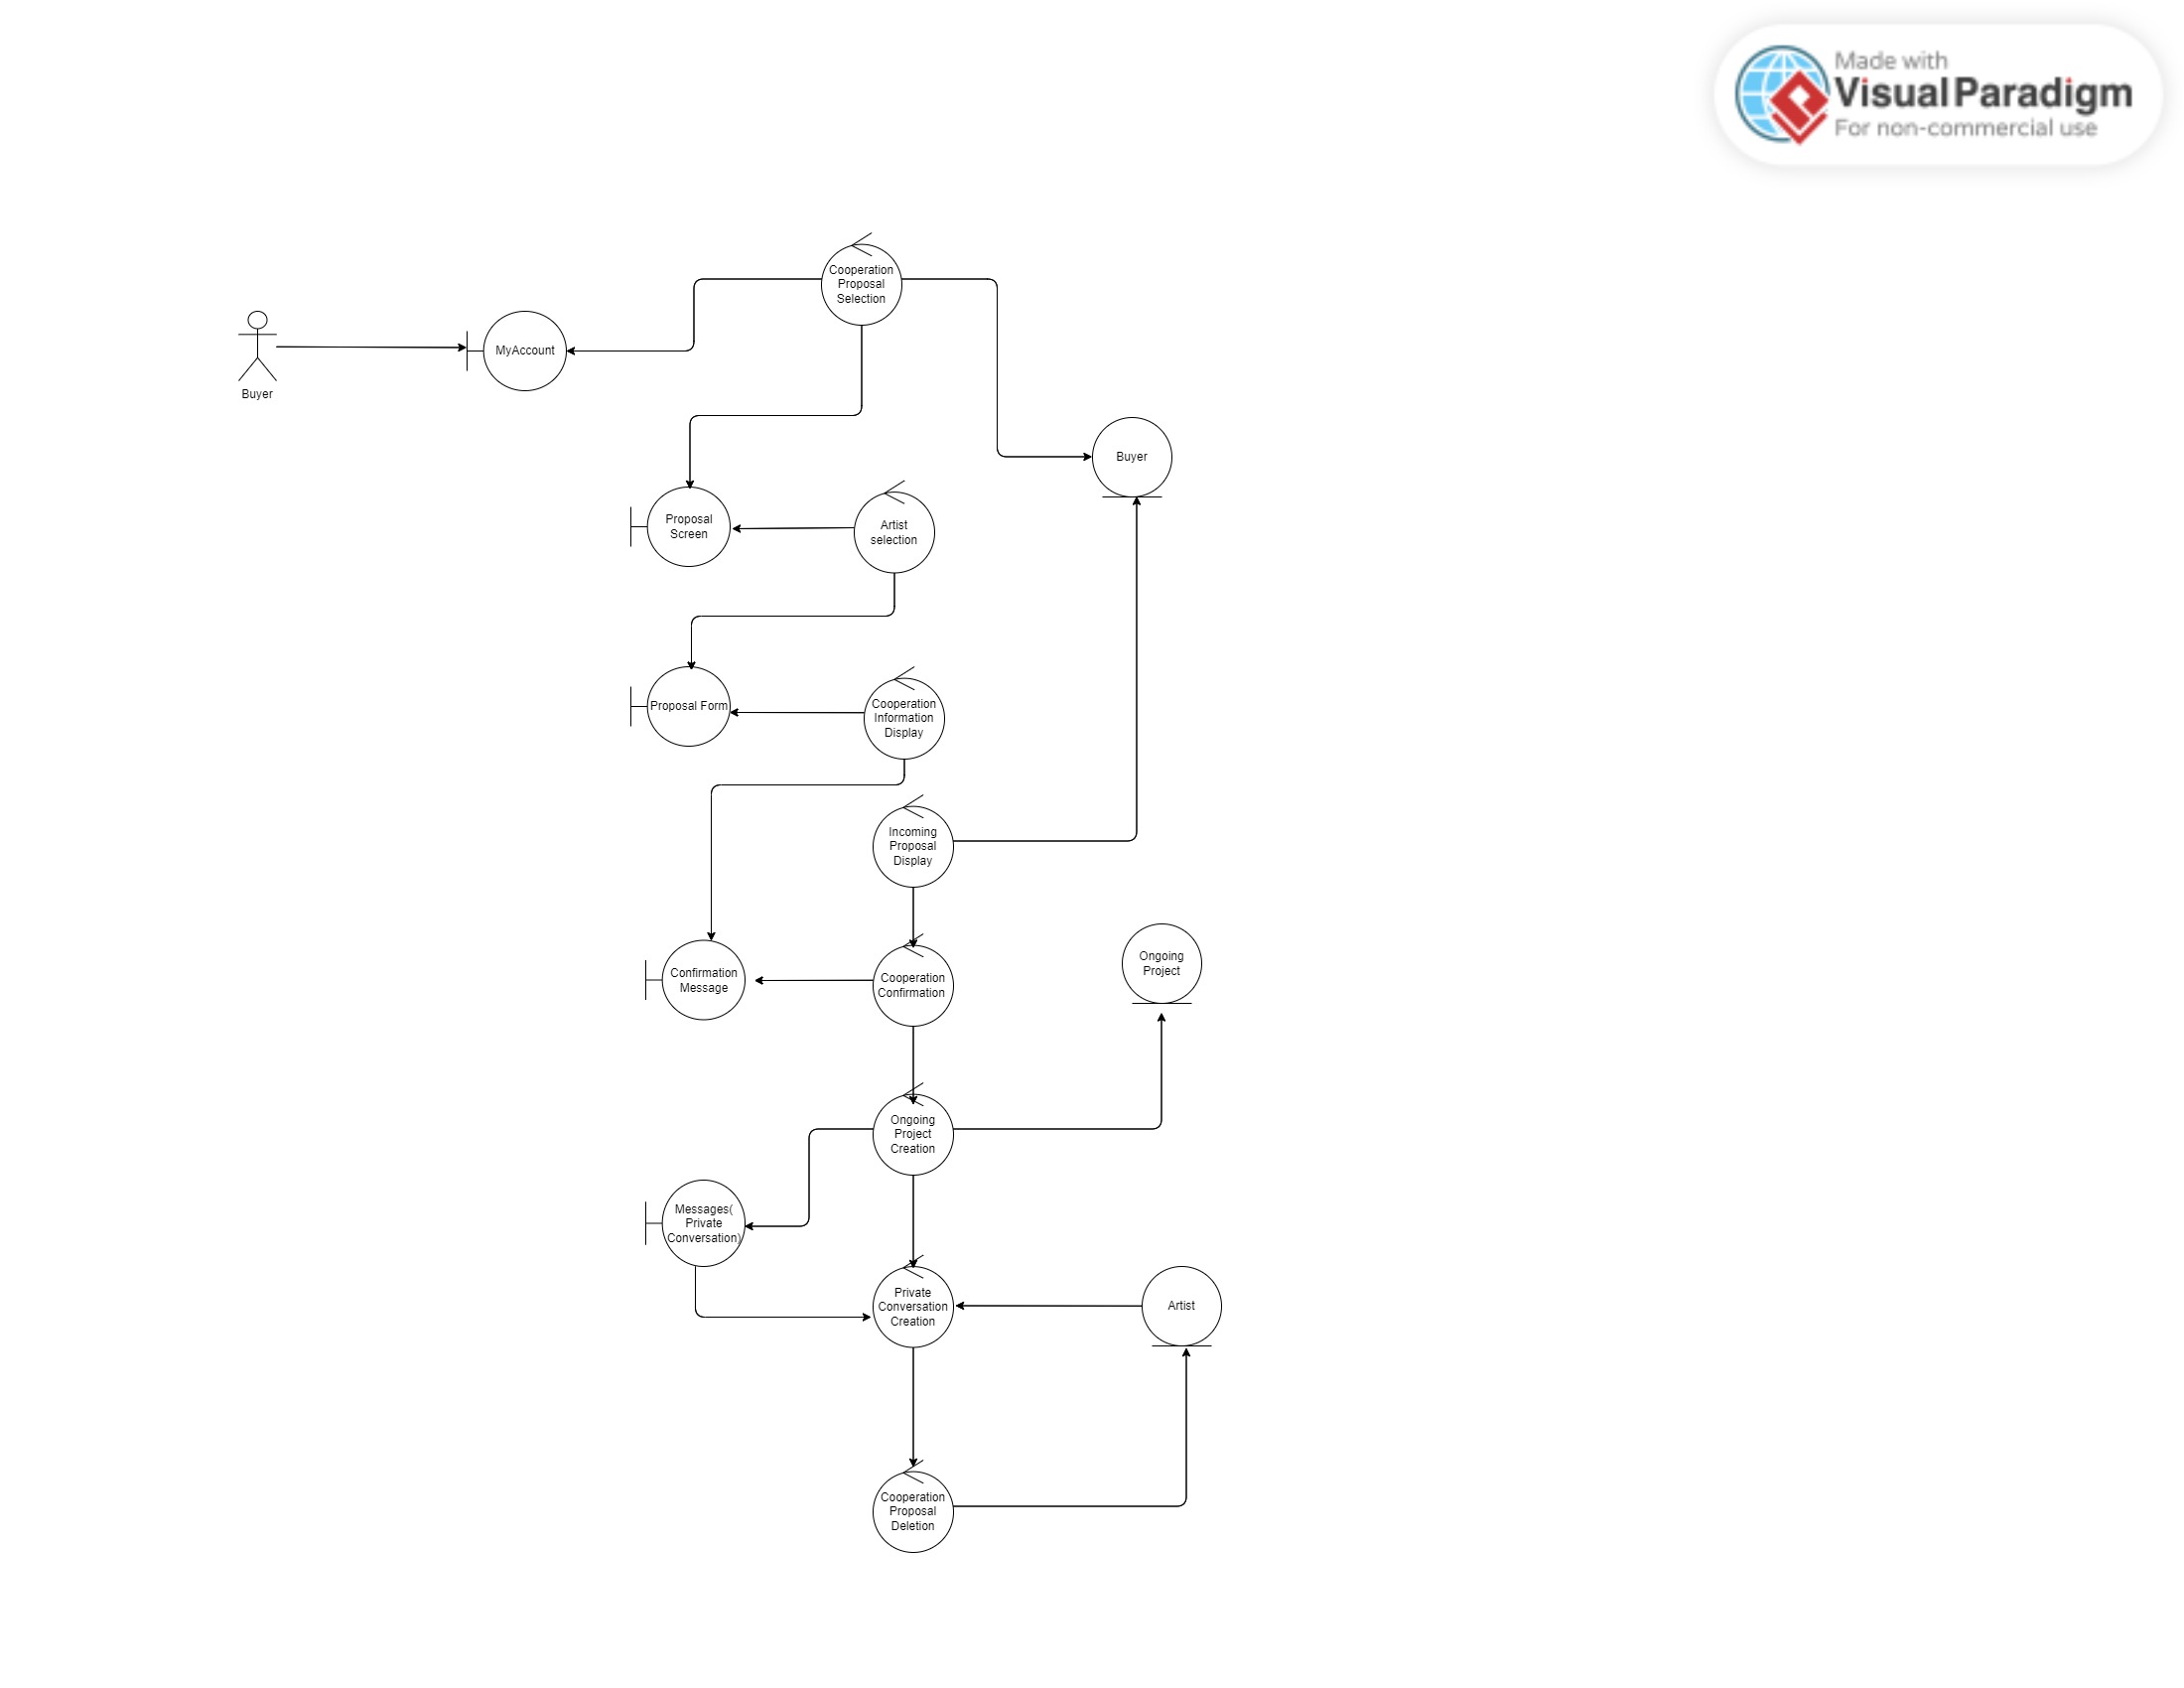 Made with
Visual Paradigm
For non-commercial use
Cooperation
Proposal
Selection
MyAccount
Buyer
Buyer
Proposal
Screen
Artist
selection
Proposal Form
Cooperation
Information
Display
Incoming
Proposal
Display
Confirmation
Message
Cooperation
Confirmation
Ongoing
Project
Ongoing
Project
Creation
Messages(
Private
Conversation)
Private
Conversation
Creation
Artist
Cooperation
Proposal
Deletion